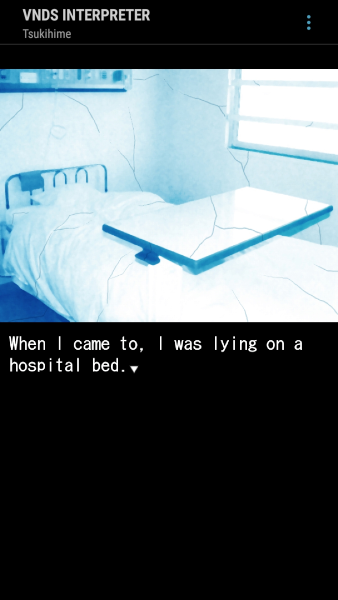 VNDS INTERPRETER
Tsukihime
When I came to, I was lying on a
hospital bed.